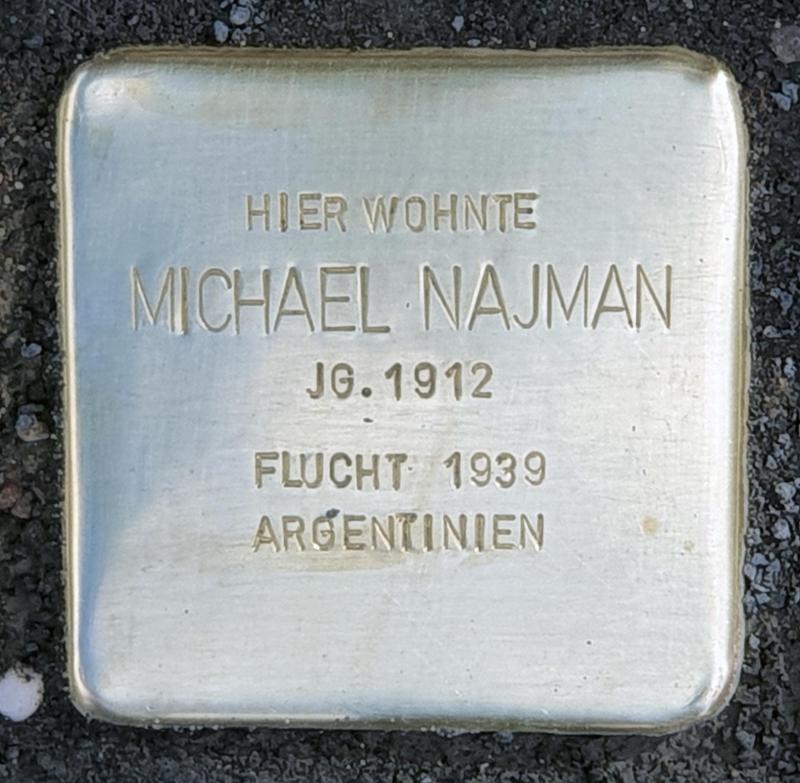 HIER WOHNTE
MICHAEL NAJMAN
JG. 1912
FLUCHT 1939
ARGENTINIEN